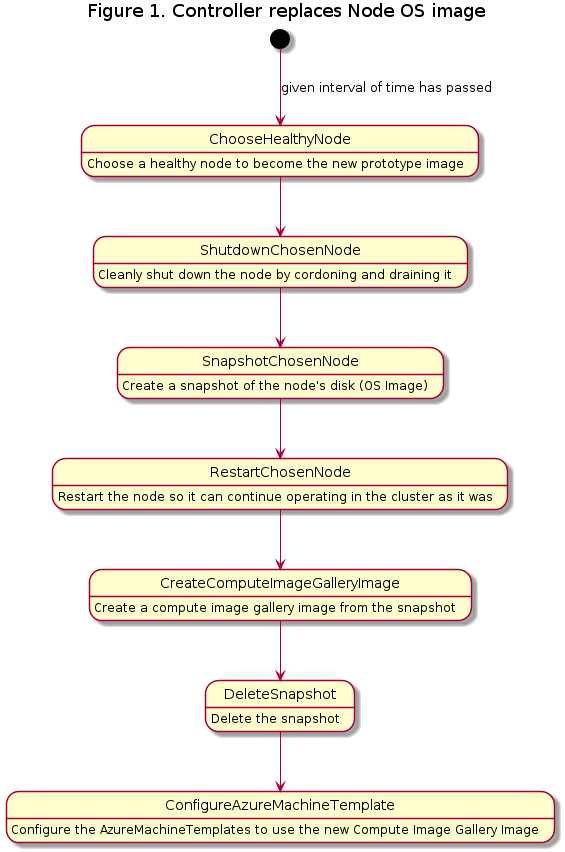 Figure 1. Controller replaces Node OS image
given interval of time has passed
ChooseHealthyNode
Choose a healthy node to become the new prototype image
ShutdownChosenNode
Cleanly shut down the node by cordoning and draining it
SnapshotChosenNode
Create a snapshot of the node's disk (OS Image)
RestartChosenNode
Restart the node so it can continue operating in the cluster as it was
CreateComputeImageGalleryImage
Create a compute image gallery image from the snapshot
DeleteSnapshot
Delete the snapshot
ConfigureAzureMachineTemplate
Configure the AzureMachineTemplates to use the new Compute Image Gallery Image